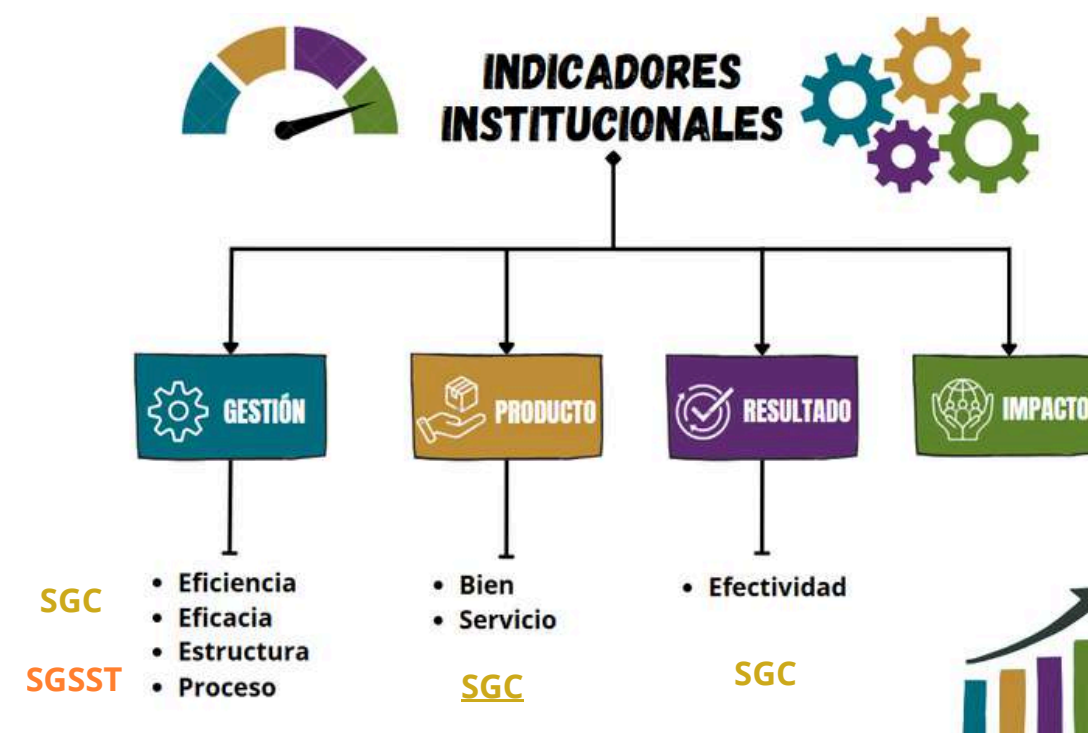 INDICADORES
INSTITUCIONALES
GESTIÓN
PRODUCTO
RESULTADO
IMPACTO
SGC
SGSST
• Eficiencia
• Eficacia
• Estructura
• Proceso
• Bien
• Servicio
SGC
• Efectividad
SGC